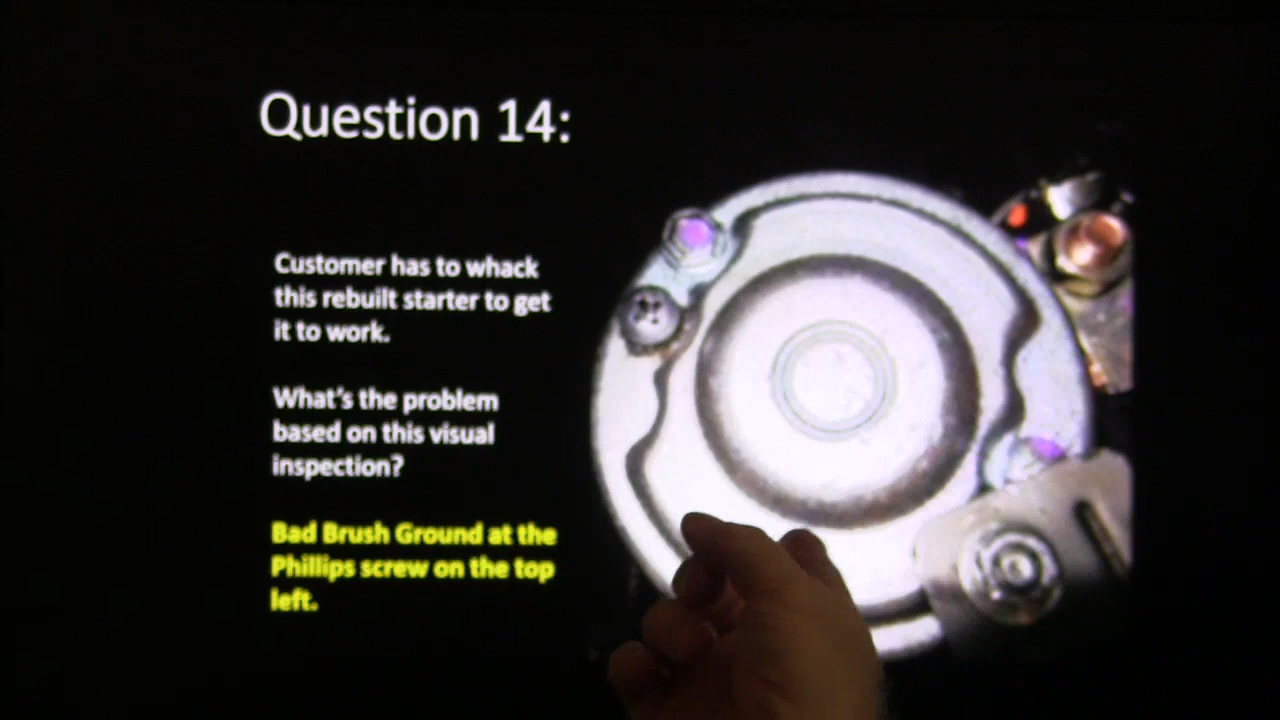 Question 14:
Customer has to whack
this rebuilt starter to get
it to work.
What's the problem
based on this visual
inspection?
Bad Brush Ground at the
Phillips screw on the top
left.